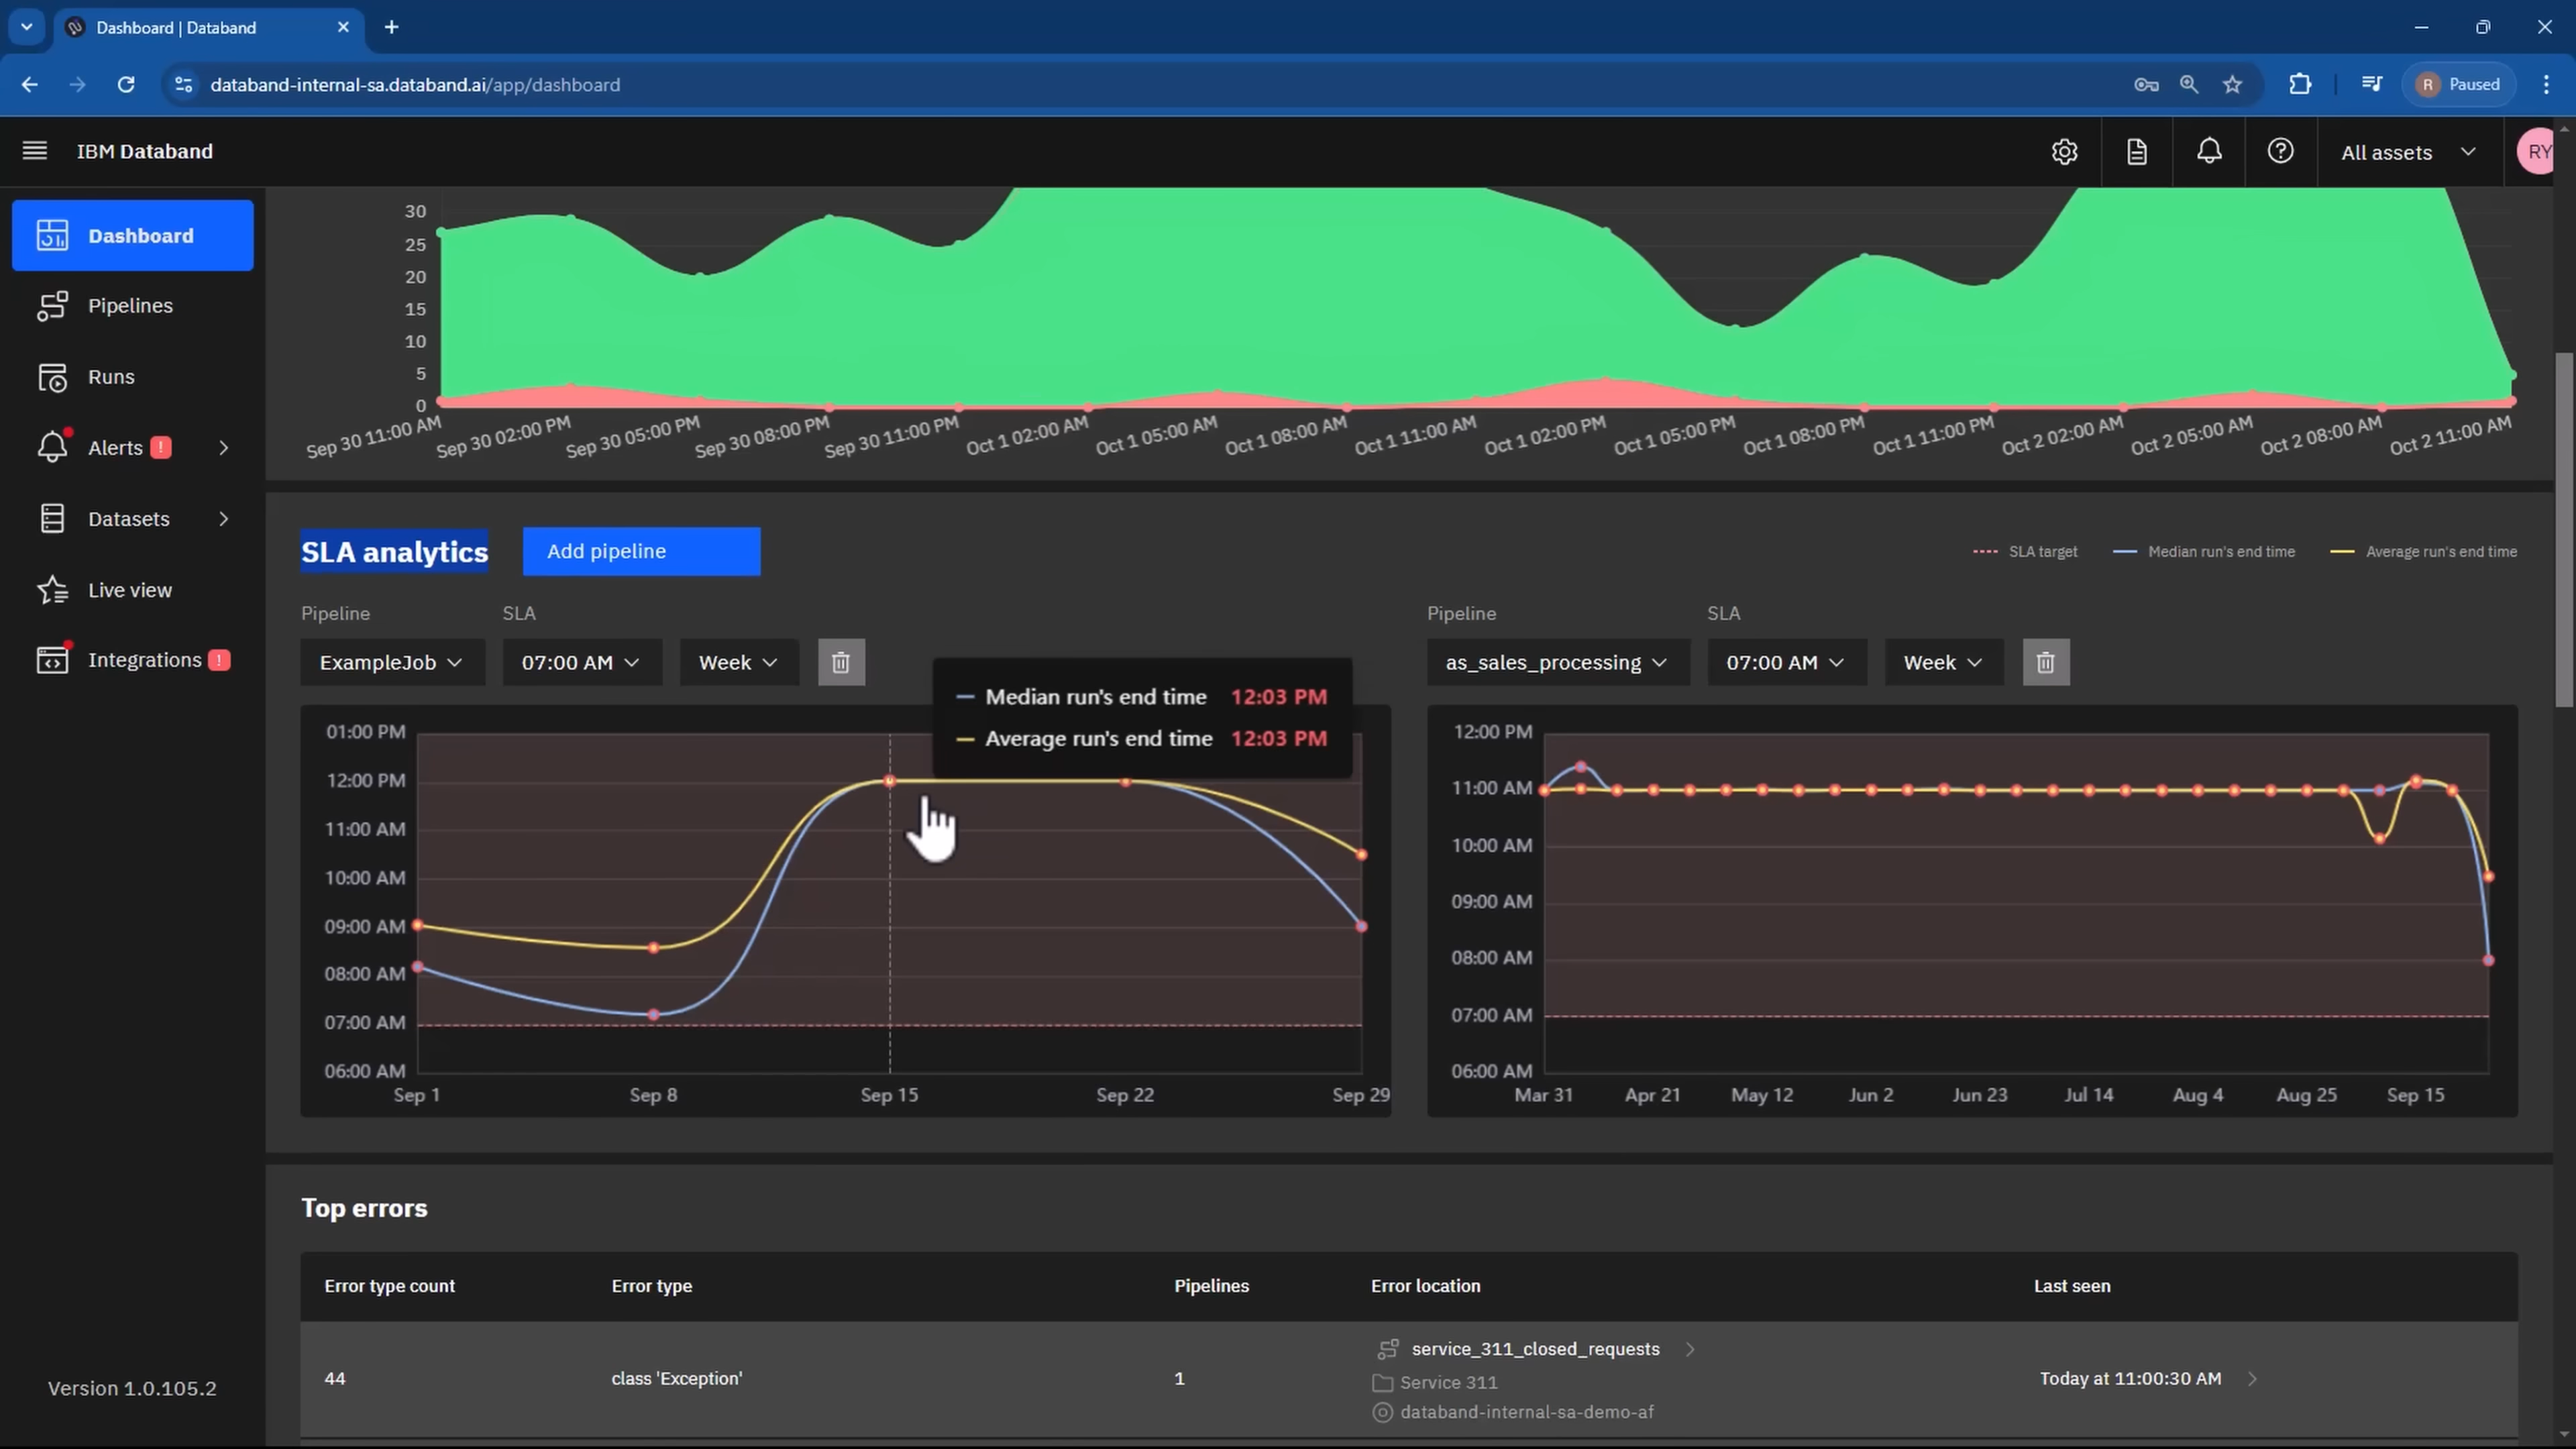 Dashboard | Databand
databand-internal-sa.databand.ai/app/dashboard
R Paused
IBM Databand
All assets
RY
Dashboard
Pipelines
Runs
Alerts !
Datasets
Live view
Integrations !
Version 1.0.105.2
30
25
20
15
10
5
0
Sep 30 11:00 AM
Sep 30 02:00 PM
Sep 30 05:00 PM
Sep 30 08:00 PM
Sep 30 11:00 PM
Oct 1 02:00 AM
Oct 1 05:00 AM
Oct 1 08:00 AM
Oct 1 11:00 AM
Oct 1 02:00 PM
Oct 1 05:00 PM
Oct 1 08:00 PM
Oct 1 11:00 PM
Oct 2 02:00 AM
Oct 2 05:00 AM
Oct 2 08:00 AM
Oct 2 11:00 AM
SLA analytics
Add pipeline
SLA target
Median run's end time
Average run's end time
Pipeline
SLA
ExampleJob
07:00 AM
Week
Median run's end time 12:03 PM
Average run's end time 12:03 PM
01:00 PM
12:00 PM
11:00 AM
10:00 AM
09:00 AM
08:00 AM
07:00 AM
06:00 AM
Sep 1
Sep 8
Sep 15
Sep 22
Sep 29
Pipeline
SLA
as_sales_processing
07:00 AM
Week
12:00 PM
11:00 AM
10:00 AM
09:00 AM
08:00 AM
07:00 AM
06:00 AM
Mar 31
Apr 21
May 12
Jun 2
Jun 23
Jul 14
Aug 4
Aug 25
Sep 15
Top errors
Error type count
Error type
Pipelines
Error location
Last seen
44
class 'Exception'
1
service_311_closed_requests
Service 311
databand-internal-sa-demo-af
Today at 11:00:30 AM